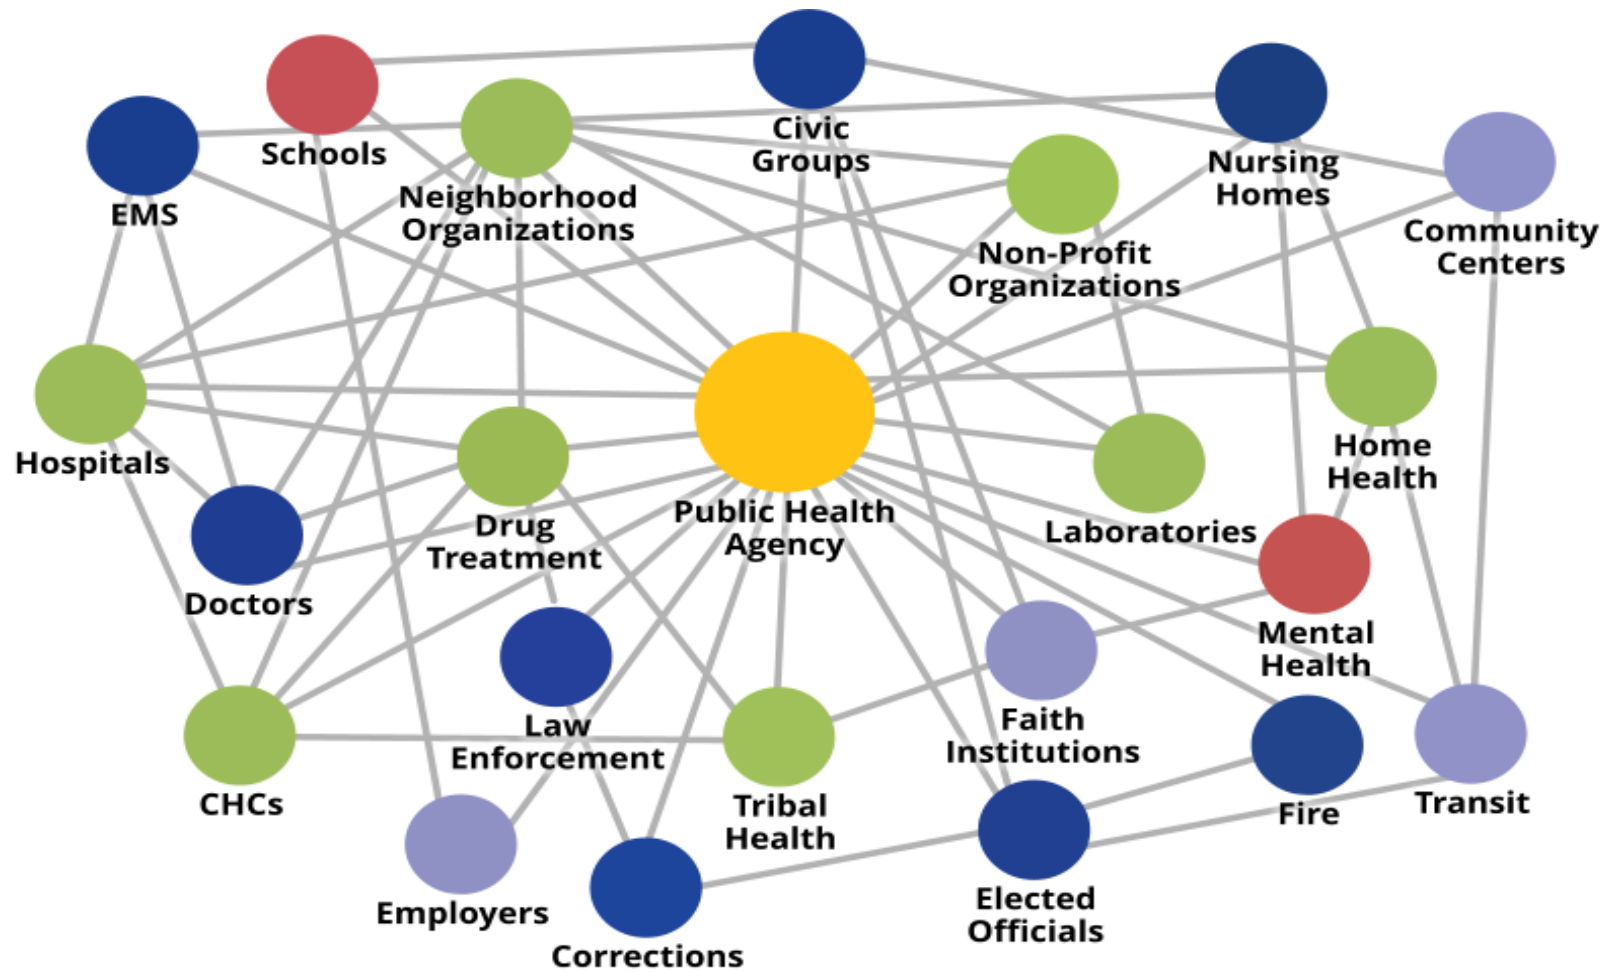 Schools
Civic
Groups
Nursing
Homes
EMS
Neighborhood
Organizations
Community
Centers
Non-Profit
Organizations
Hospitals
Home
Health
Drug
Treatment
Public Health
Agency
Laboratories
Doctors
Mental
Health
Law
Enforcement
Faith
Institutions
CHCs
Tribal
Health
Fire
Transit
Employers
Corrections
Elected
Officials